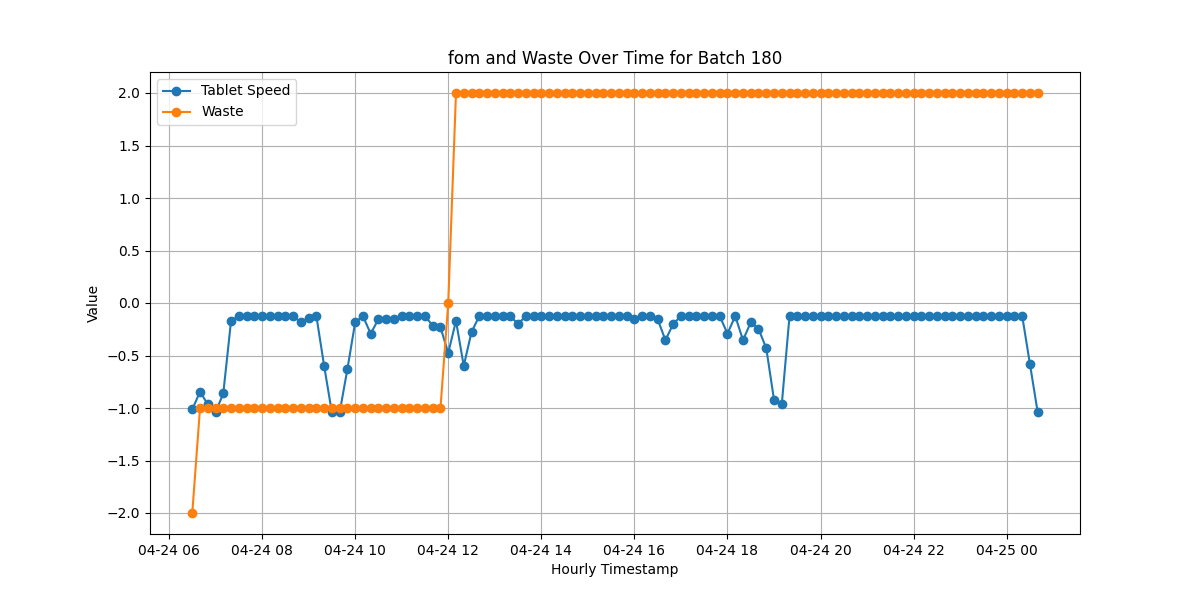 fom and Waste Over Time for Batch 180
Tablet Speed
Waste
2.0
1.5
1.0
0.5
0.0
−0.5
−1.0
−1.5
−2.0
Value
04-24 06 04-24 08 04-24 10 04-24 12 04-24 14 04-24 16 04-24 18 04-24 20 04-24 22 04-25 00
Hourly Timestamp